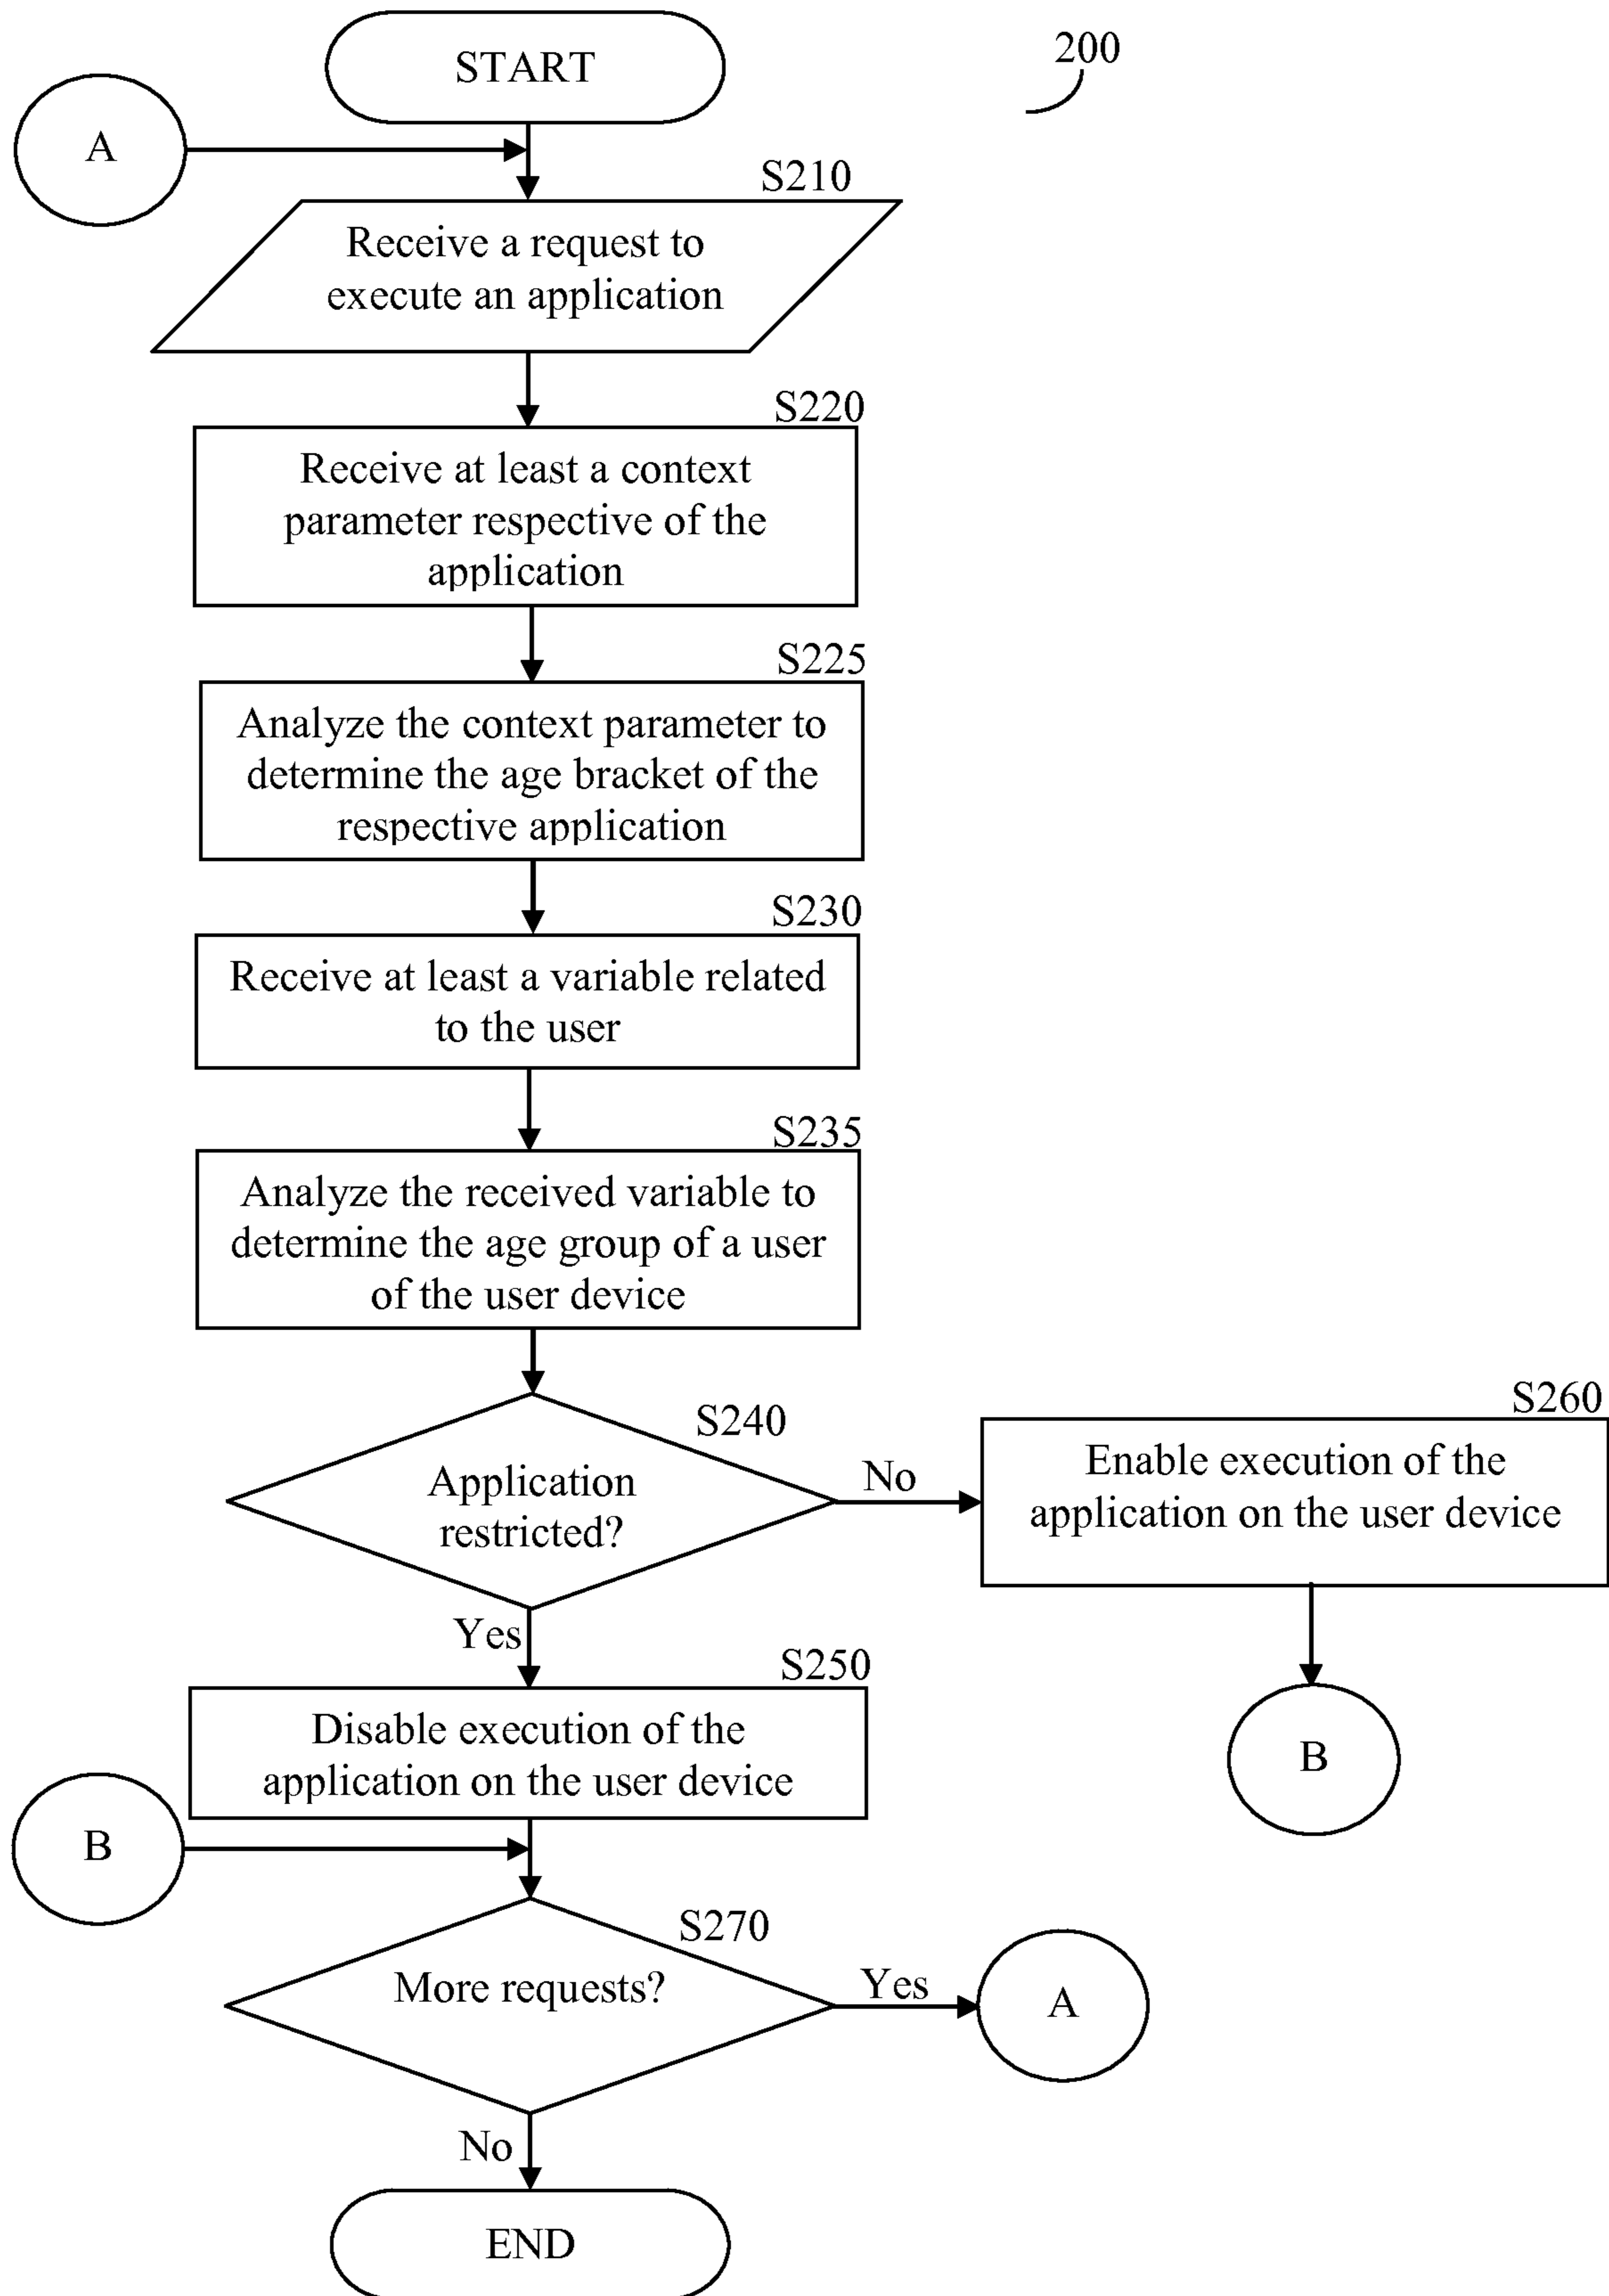 START
200
A
S210
Receive a request to
execute an application
S220
Receive at least a context
parameter respective of the
application
S225
Analyze the context parameter to
determine the age bracket of the
respective application
S230
Receive at least a variable related
to the user
S235
Analyze the received variable to
determine the age group of a user
of the user device
S240
Application
restricted?
No
S260
Enable execution of the
application on the user device
Yes
S250
Disable execution of the
application on the user device
B
B
S270
More requests?
Yes
A
No
END